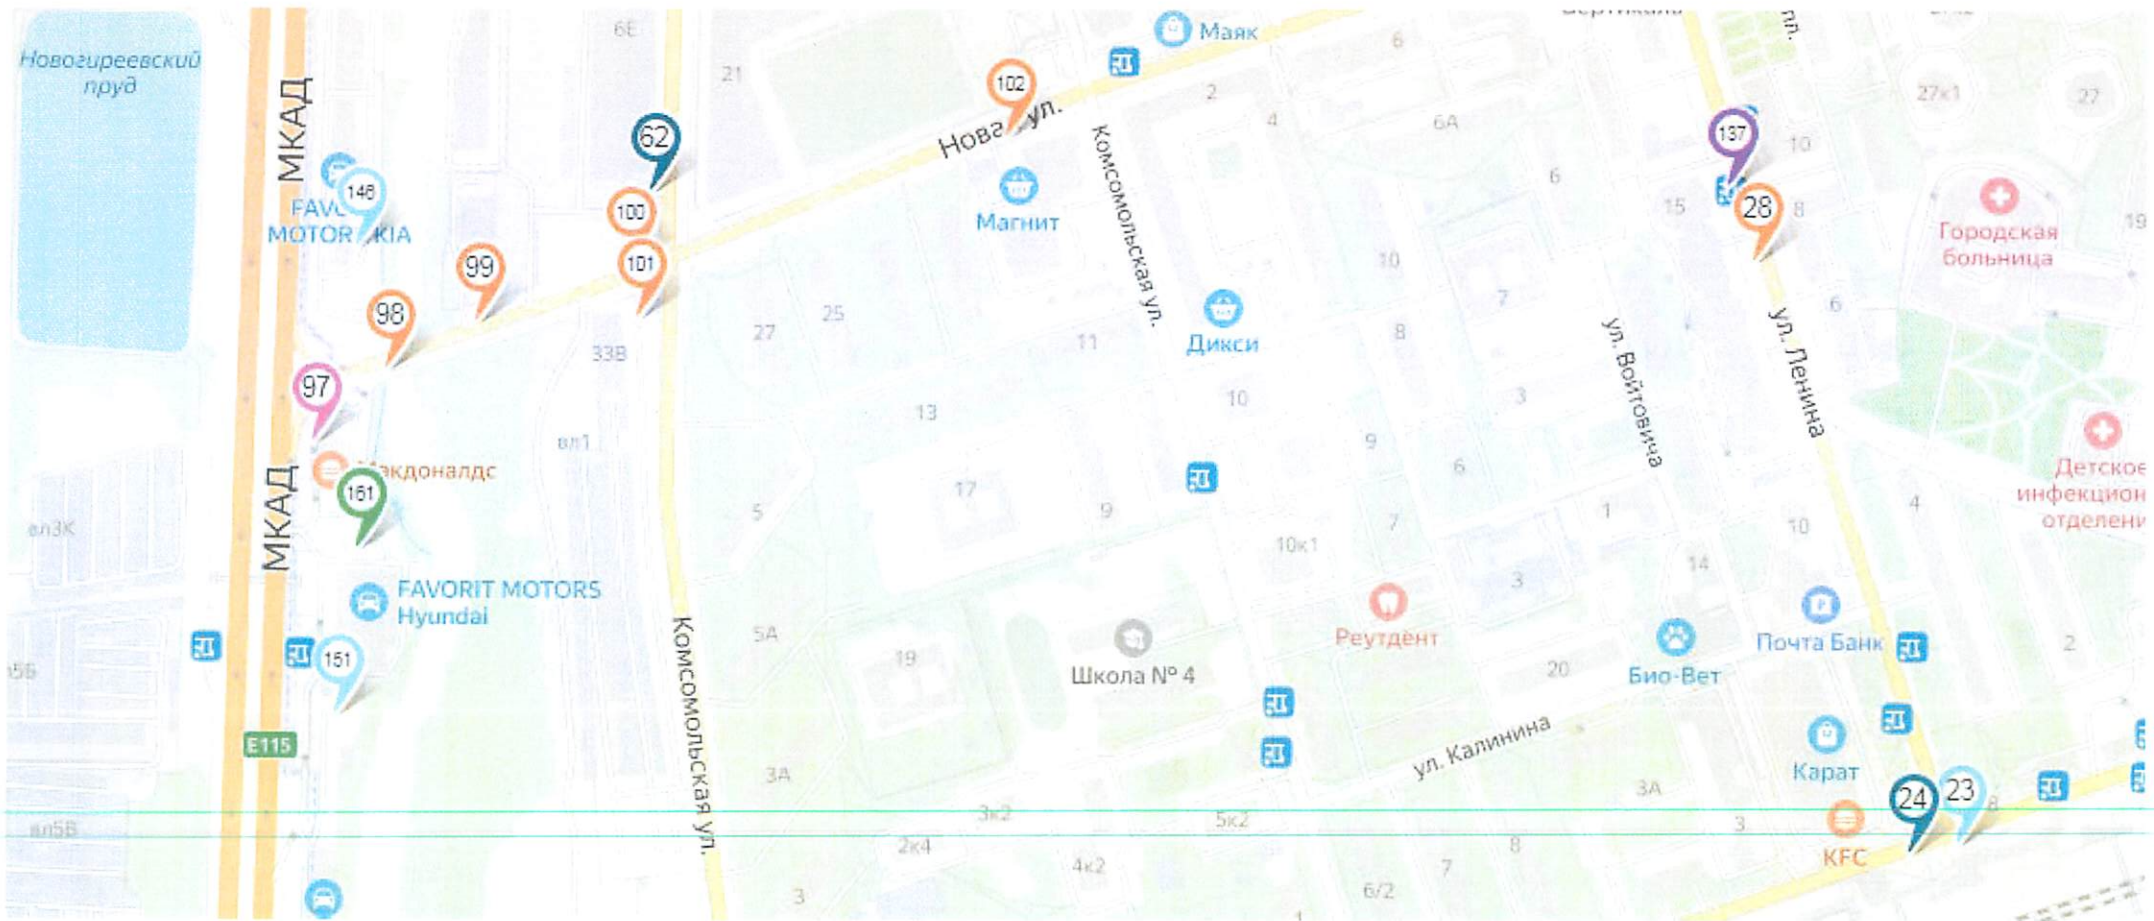 6Е
Маяк
6
Новогиреевский
пруд
МКАД
21
102
2
4
6А
27к1
27
62
137
10
Новая ул.
Комсомольская ул.
146
FAVORIT
MOTORS KIA
100
Магнит
6
15
28
8
Городская
больница
19
99
101
10
98
27
25
7
6
33В
11
Дикси
8
ул. Войтовича
ул. Ленина
97
13
10
3
вл1
9
Макдоналдс
6
Детское
инфекцион
отделени
МКАД
161
17
5
9
7
1
10
4
вл3К
10к1
14
3
FAVORIT MOTORS
Hyundai
Комсомольская ул.
5А
Реутдент
Почта Банк
2
151
19
Школа № 4
20
Био-Вет
Е115
ул. Калинина
3А
3А
Карат
24
23
8
вл5В
3к2
5к2
3
2к4
8
KFC
4к2
7
3
6/2